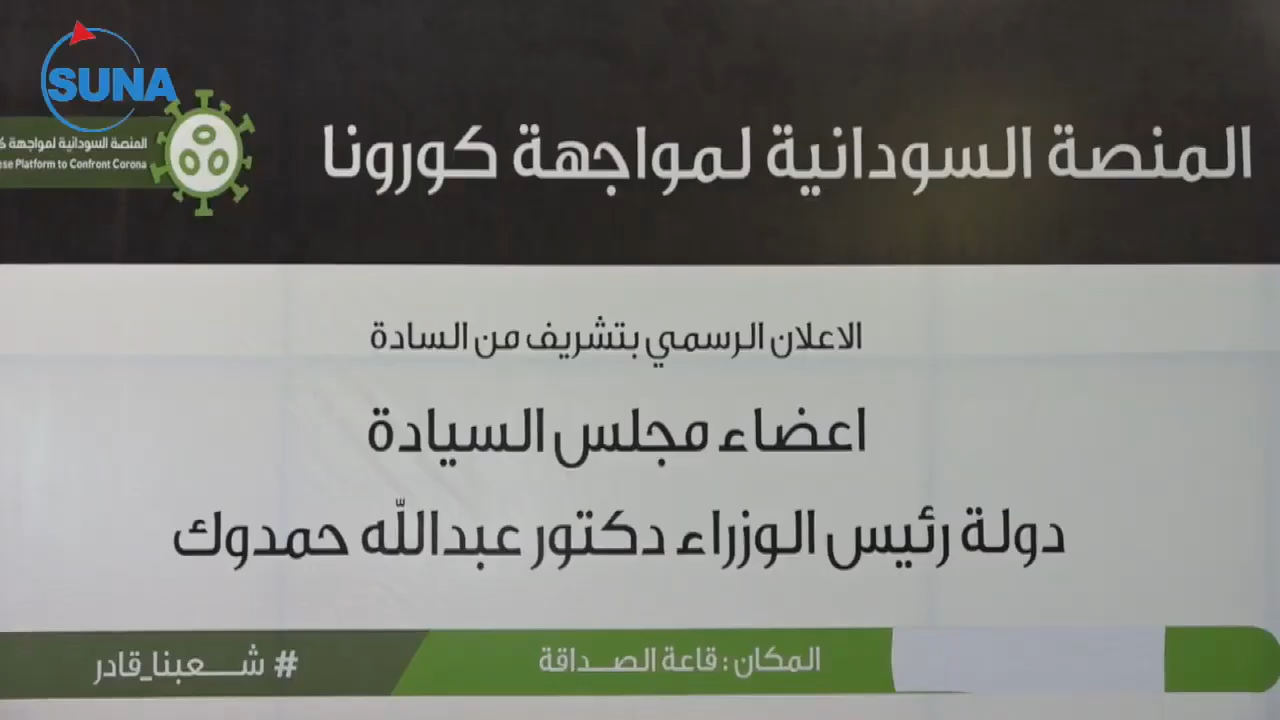 SUNA
المنصة السودانية لمواجهة
Platform to Confront Corona
المنصة السودانية لمواجهة كورونا
الاعلان الرسمي بتشريف من السادة
اعضاء مجلس السيادة
دولة رئيس الوزراء دكتور عبدالله حمدوك
المكان : قاعة الصداقة
# شعبنا_قادر